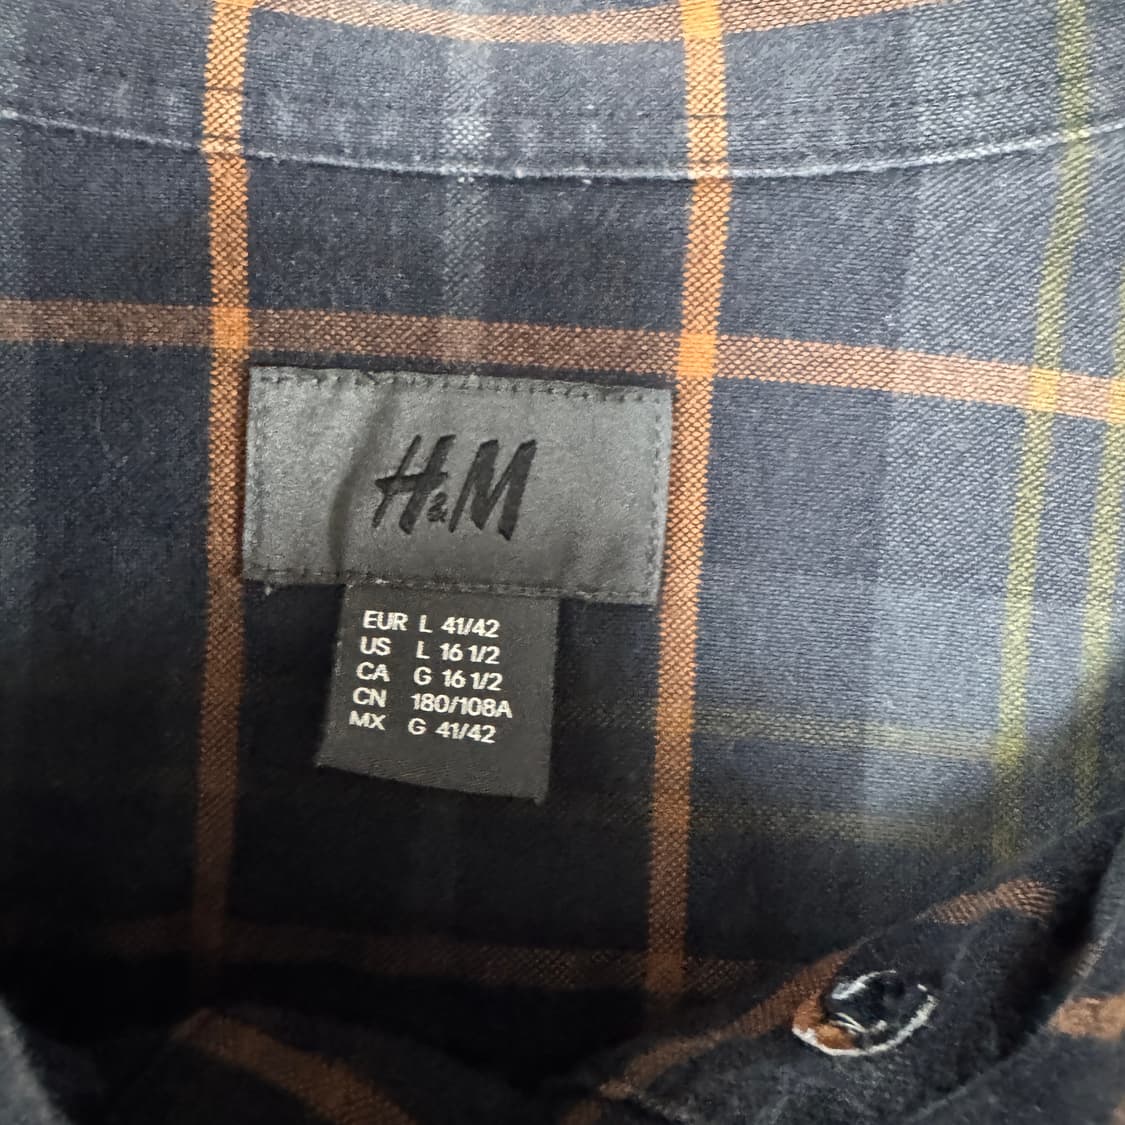 H&M
EUR L 41/42
US L 16 1/2
CA G 16 1/2
CN 180/108A
MX G 41/42